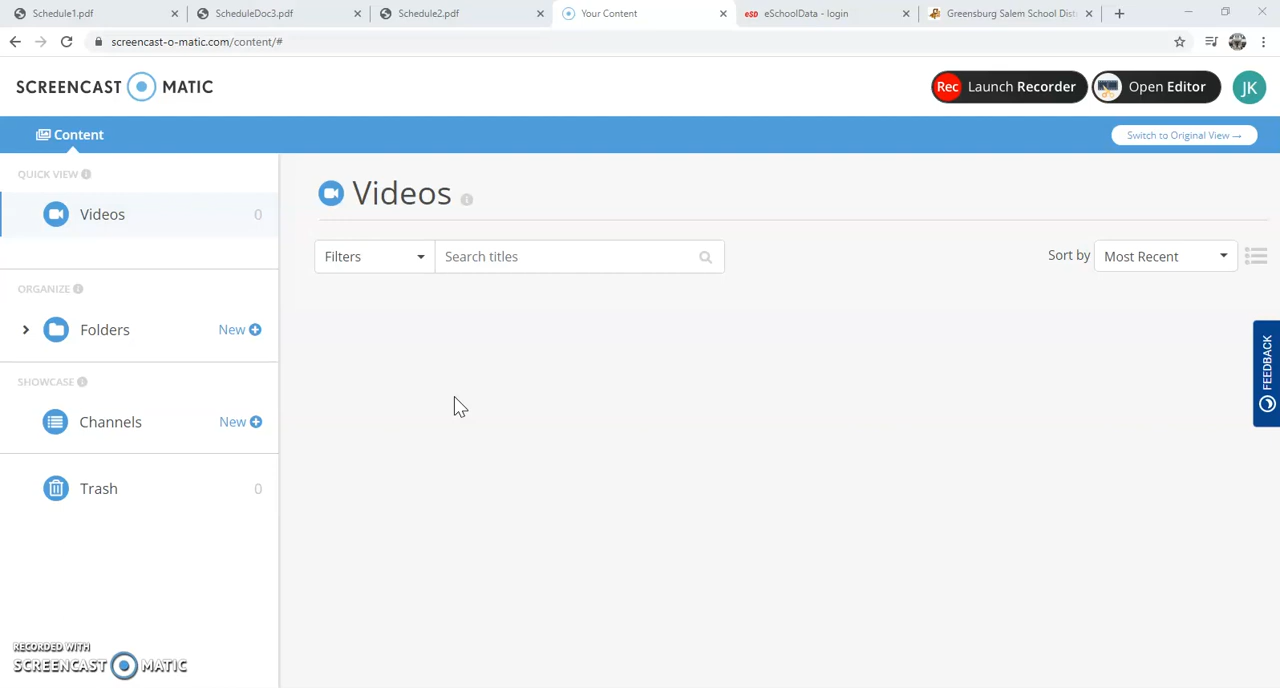 Schedule1.pdf
ScheduleDoc3.pdf
Schedule2.pdf
Your Content
eSD eSchoolData - login
Greensburg Salem School Dist
screencast-o-matic.com/content/#
SCREENCAST MATIC
Rec Launch Recorder
Open Editor
JK
Content
Switch to Original View →
QUICK VIEW
Videos 0
ORGANIZE
Folders New
SHOWCASE
Channels New
Trash 0
Videos
Filters
Search titles
Sort by Most Recent
FEEDBACK
RECORDED WITH
SCREENCAST MATIC